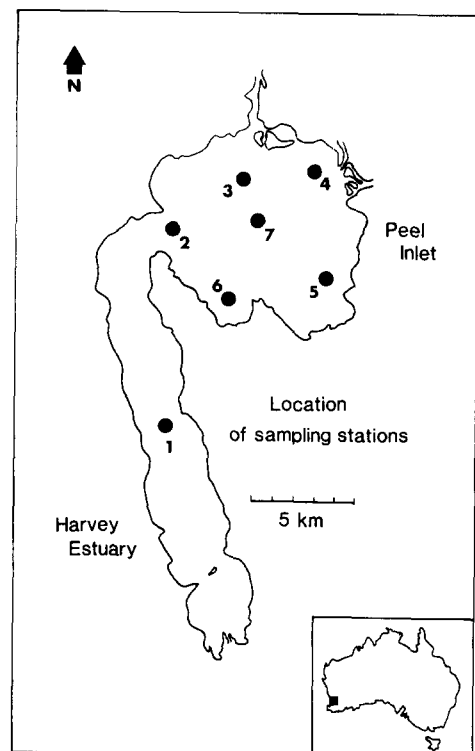 N
3
4
2
7
Peel
Inlet
6
5
Location
of sampling stations
1
5 km
Harvey
Estuary